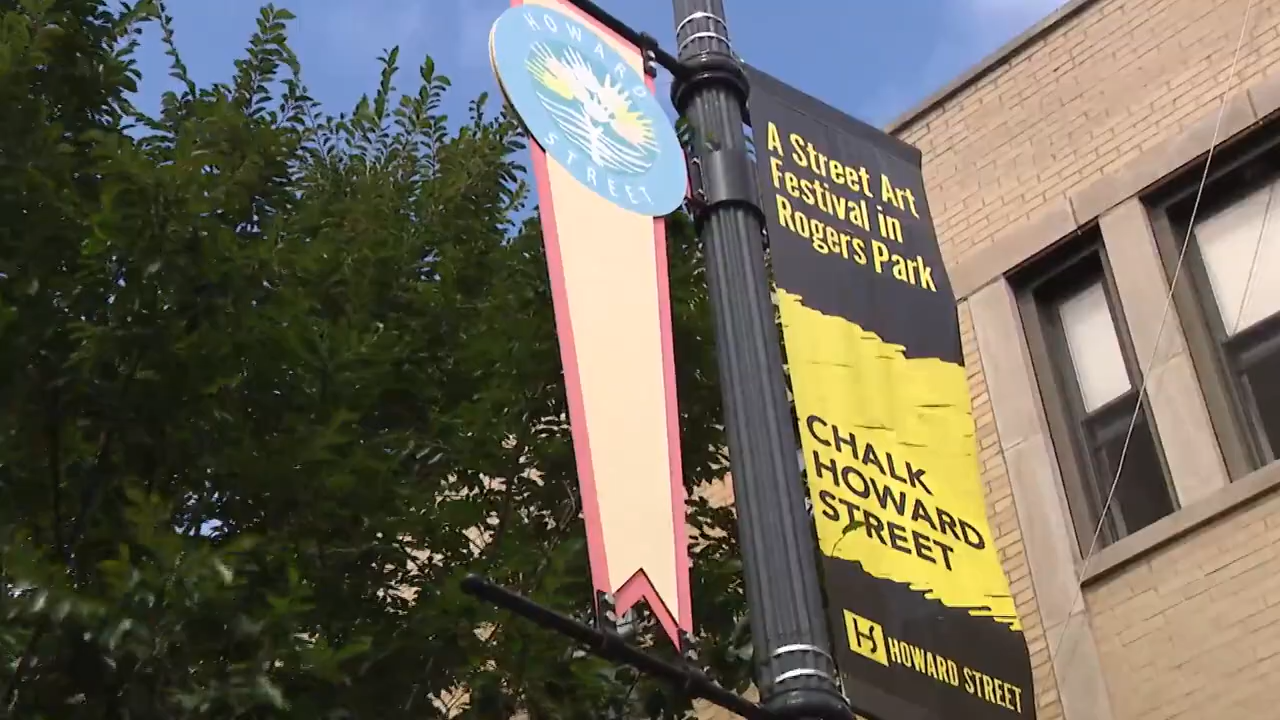 HOWARD
STREET
A Street Art
Festival in
Rogers Park
CHALK
HOWARD
STREET
H HOWARD STREET